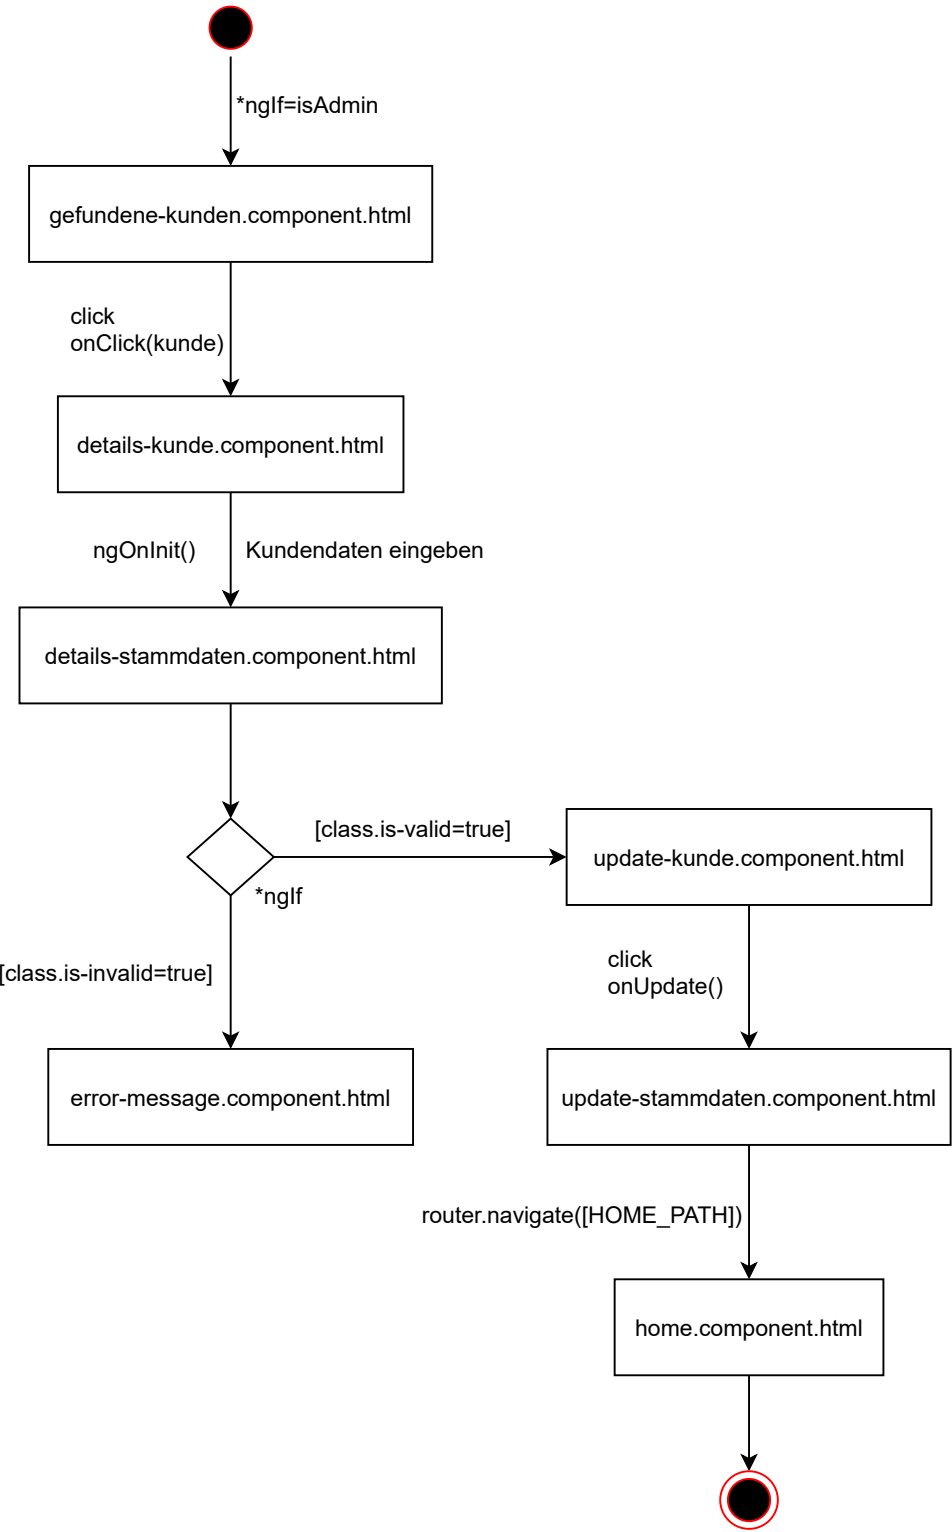 *ngIf=isAdmin
gefundene-kunden.component.html
click
onClick(kunde)
details-kunde.component.html
ngOnInit()
Kundendaten eingeben
details-stammdaten.component.html
[class.is-valid=true]
update-kunde.component.html
*ngIf
click
onUpdate()
[class.is-invalid=true]
error-message.component.html
update-stammdaten.component.html
router.navigate([HOME_PATH])
home.component.html